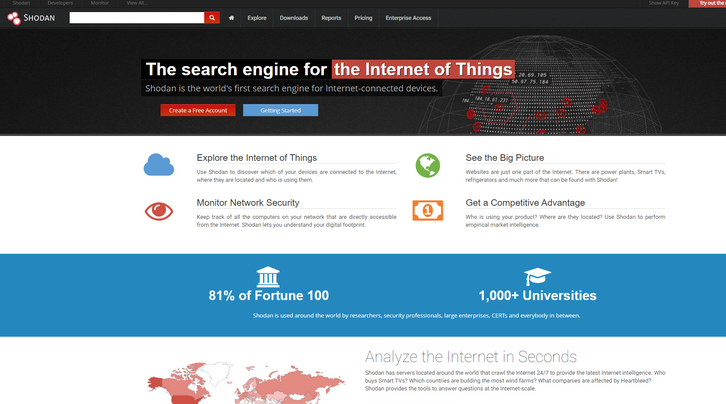 Shodan Developers Monitor View All... Show API Key Try out the
SHODAN Explore Downloads Reports Pricing Enterprise Access
The search engine for the Internet of Things
Shodan is the world's first search engine for Internet-connected devices.
Create a Free Account Getting Started
Explore the Internet of Things
Use Shodan to discover which of your devices are connected to the Internet,
where they are located and who is using them.
See the Big Picture
Websites are just one part of the Internet. There are power plants, Smart TVs,
refrigerators and much more that can be found with Shodan!
Monitor Network Security
Keep track of all the computers on your network that are directly accessible
from the Internet. Shodan lets you understand your digital footprint.
Get a Competitive Advantage
Who is using your product? Where are they located? Use Shodan to perform
empirical market intelligence.
81% of Fortune 100
1,000+ Universities
Shodan is used around the world by researchers, security professionals, large enterprises, CERTs and everybody in between.
Analyze the Internet in Seconds
Shodan has servers located around the world that crawl the Internet 24/7 to provide the latest Internet intelligence. Who
buys Smart TVs? Which countries are building the most wind farms? What companies are affected by Heartbleed?
Shodan provides the tools to answer questions at the Internet-scale.